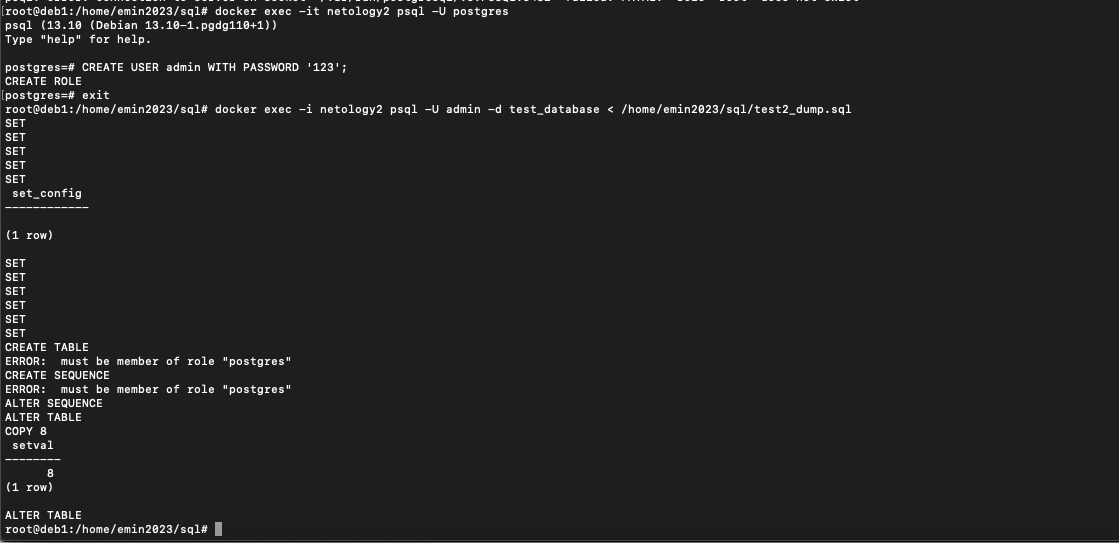 root@deb1:/home/emin2023/sql# docker exec -it netology2 psql -U postgres
psql (13.10 (Debian 13.10-1.pgdg110+1))
Type "help" for help.
postgres=# CREATE USER admin WITH PASSWORD '123';
CREATE ROLE
postgres=# exit
root@deb1:/home/emin2023/sql# docker exec -i netology2 psql -U admin -d test_database < /home/emin2023/sql/test2_dump.sql
SET
SET
SET
SET
SET
set_config
------------
(1 row)
SET
SET
SET
SET
SET
SET
CREATE TABLE
ERROR:  must be member of role "postgres"
CREATE SEQUENCE
ERROR:  must be member of role "postgres"
ALTER SEQUENCE
ALTER TABLE
COPY 8
setval
--------
8
(1 row)
ALTER TABLE
root@deb1:/home/emin2023/sql#